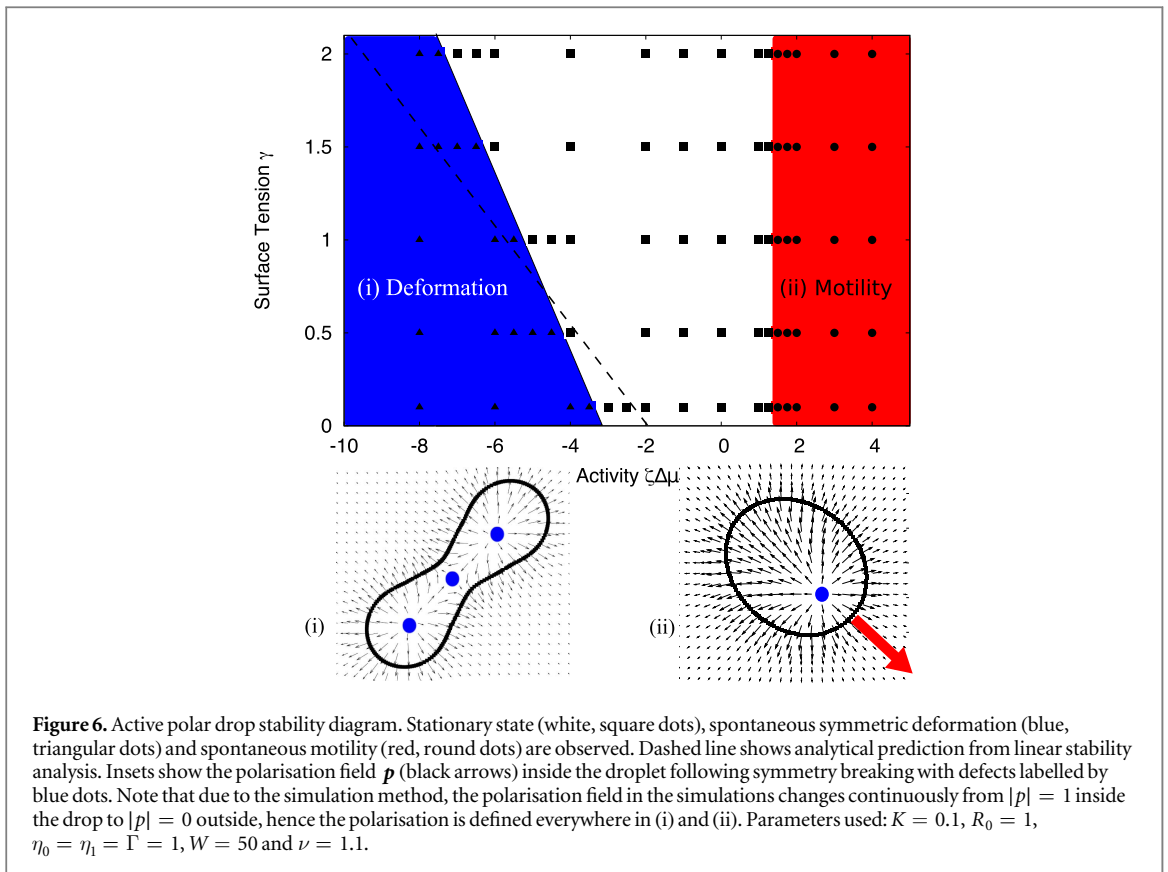 2
1.5
1
0.5
0
Surface Tension γ
(i) Deformation
(ii) Motility
-10 -8 -6 -4 -2 0 2 4
Activity ζΔμ
(i)
(ii)
Figure 6. Active polar drop stability diagram. Stationary state (white, square dots), spontaneous symmetric deformation (blue,
triangular dots) and spontaneous motility (red, round dots) are observed. Dashed line shows analytical prediction from linear stability
analysis. Insets show the polarisation field p (black arrows) inside the droplet following symmetry breaking with defects labelled by
blue dots. Note that due to the simulation method, the polarisation field in the simulations changes continuously from |p| = 1 inside
the drop to |p| = 0 outside, hence the polarisation is defined everywhere in (i) and (ii). Parameters used: K = 0.1, R₀ = 1,
η₀ = η₁ = Γ = 1, W = 50 and ν = 1.1.